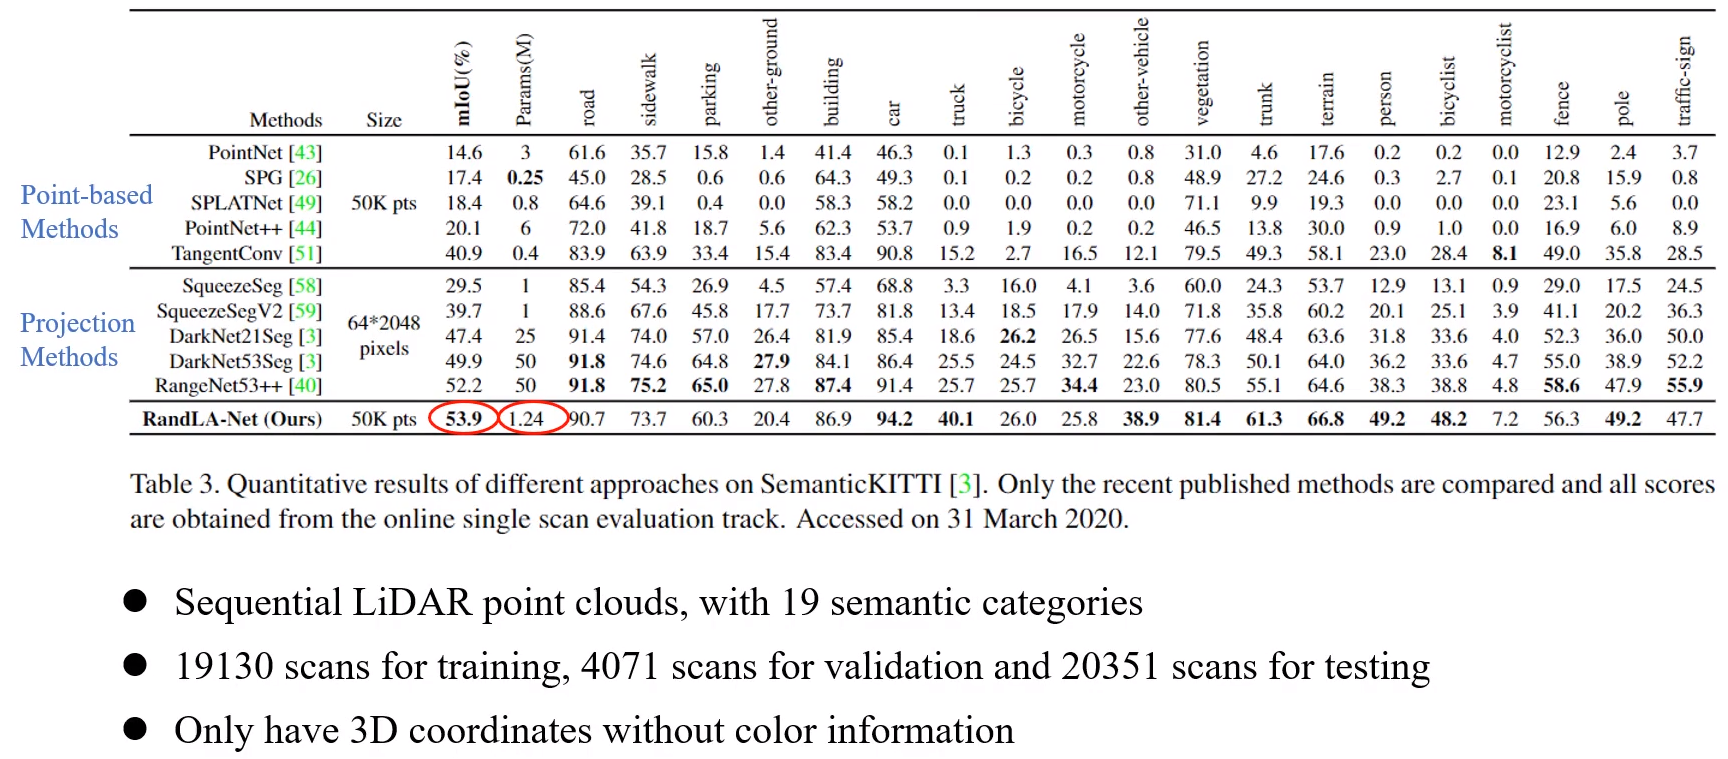 Methods Size mIoU(%) Params(M) road sidewalk parking other-ground building car truck bicycle motorcycle other-vehicle vegetation trunk terrain person bicyclist motorcyclist fence pole traffic-sign
Point-based
Methods
PointNet [43] 14.6 3 61.6 35.7 15.8 1.4 41.4 46.3 0.1 1.3 0.3 0.8 31.0 4.6 17.6 0.2 0.2 0.0 12.9 2.4 3.7
SPG [26] 17.4 0.25 45.0 28.5 0.6 0.6 64.3 49.3 0.1 0.2 0.2 0.8 48.9 27.2 24.6 0.3 2.7 0.1 20.8 15.9 0.8
SPLATNet [49] 50K pts 18.4 0.8 64.6 39.1 0.4 0.0 58.3 58.2 0.0 0.0 0.0 0.0 71.1 9.9 19.3 0.0 0.0 0.0 23.1 5.6 0.0
PointNet++ [44] 20.1 6 72.0 41.8 18.7 5.6 62.3 53.7 0.9 1.9 0.2 0.2 46.5 13.8 30.0 0.9 1.0 0.0 16.9 6.0 8.9
TangentConv [51] 40.9 0.4 83.9 63.9 33.4 15.4 83.4 90.8 15.2 2.7 16.5 12.1 79.5 49.3 58.1 23.0 28.4 8.1 49.0 35.8 28.5
Projection
Methods
64*2048
pixels
SqueezeSeg [58] 29.5 1 85.4 54.3 26.9 4.5 57.4 68.8 3.3 16.0 4.1 3.6 60.0 24.3 53.7 12.9 13.1 0.9 29.0 17.5 24.5
SqueezeSegV2 [59] 39.7 1 88.6 67.6 45.8 17.7 73.7 81.8 13.4 18.5 17.9 14.0 71.8 35.8 60.2 20.1 25.1 3.9 41.1 20.2 36.3
DarkNet21Seg [3] 47.4 25 91.4 74.0 57.0 26.4 81.9 85.4 18.6 26.2 26.5 15.6 77.6 48.4 63.6 31.8 33.6 4.0 52.3 36.0 50.0
DarkNet53Seg [3] 49.9 50 91.8 74.6 64.8 27.9 84.1 86.4 25.5 24.5 32.7 22.6 78.3 50.1 64.0 36.2 33.6 4.7 55.0 38.9 52.2
RangeNet53++ [40] 52.2 50 91.8 75.2 65.0 27.8 87.4 91.4 25.7 25.7 34.4 23.0 80.5 55.1 64.6 38.3 38.8 4.8 58.6 47.9 55.9
RandLA-Net (Ours) 50K pts 53.9 1.24 90.7 73.7 60.3 20.4 86.9 94.2 40.1 26.0 25.8 38.9 81.4 61.3 66.8 49.2 48.2 7.2 56.3 49.2 47.7
Table 3. Quantitative results of different approaches on SemanticKITTI [3]. Only the recent published methods are compared and all scores
are obtained from the online single scan evaluation track. Accessed on 31 March 2020.
● Sequential LiDAR point clouds, with 19 semantic categories
● 19130 scans for training, 4071 scans for validation and 20351 scans for testing
● Only have 3D coordinates without color information